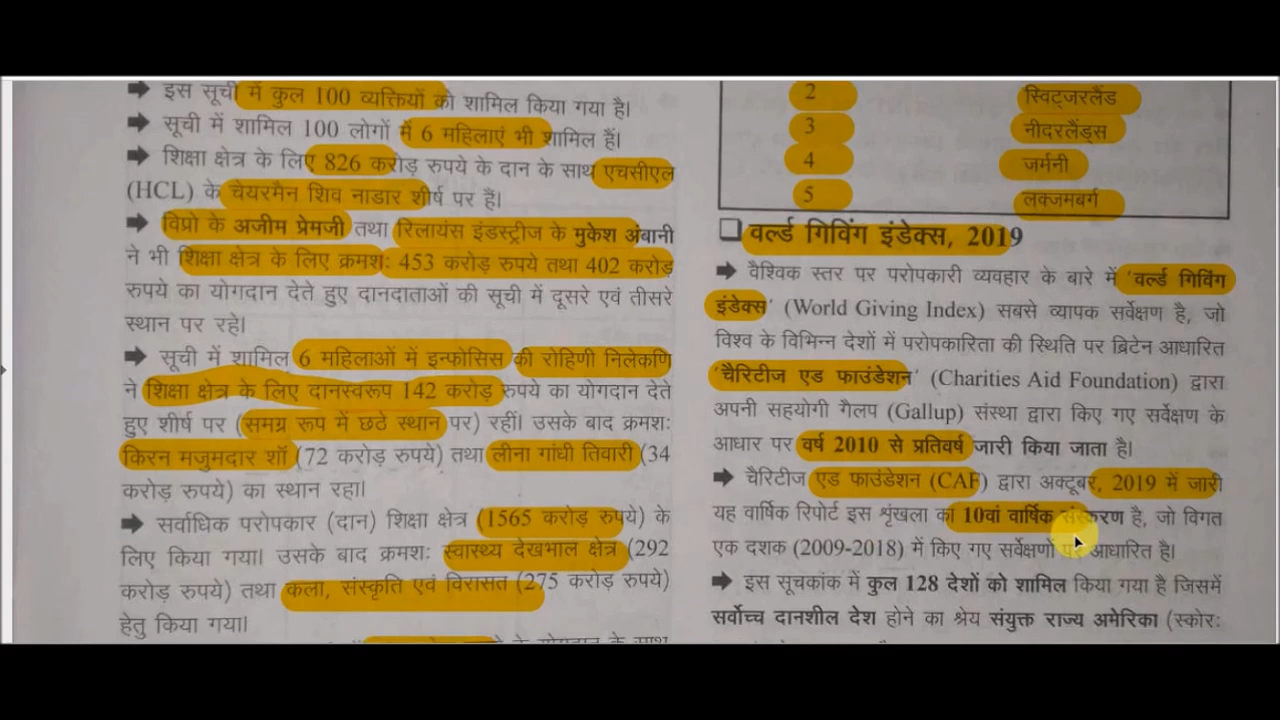 ➡ इस सूची में कुल 100 व्यक्तियों को शामिल किया गया है।
➡ सूची में शामिल 100 लोगों में 6 महिलाएं भी शामिल हैं।
➡ शिक्षा क्षेत्र के लिए 826 करोड़ रुपये के दान के साथ एचसीएल
(HCL) के चेयरमैन शिव नाडार शीर्ष पर हैं।
➡ विप्रो के अजीम प्रेमजी तथा रिलायंस इंडस्ट्रीज के मुकेश अंबानी
ने भी शिक्षा क्षेत्र के लिए क्रमशः 453 करोड़ रुपये तथा 402 करोड़
रुपये का योगदान देते हुए दानदाताओं की सूची में दूसरे एवं तीसरे
स्थान पर रहे।
➡ सूची में शामिल 6 महिलाओं में इन्फोसिस की रोहिणी निलेकणि
ने शिक्षा क्षेत्र के लिए दानस्वरूप 142 करोड़ रुपये का योगदान देते
हुए शीर्ष पर (समग्र रूप में छठे स्थान पर) रहीं। उसके बाद क्रमशः
किरन मजुमदार शॉ (72 करोड़ रुपये) तथा लीना गांधी तिवारी (34
करोड़ रुपये) का स्थान रहा।
➡ सर्वाधिक परोपकार (दान) शिक्षा क्षेत्र (1565 करोड़ रुपये) के
लिए किया गया। उसके बाद क्रमशः स्वास्थ्य देखभाल क्षेत्र (292
करोड़ रुपये) तथा कला, संस्कृति एवं विरासत (275 करोड़ रुपये)
हेतु किया गया।
2 स्विट्जरलैंड
3 नीदरलैंड्स
4 जर्मनी
5 लक्जमबर्ग
❑ वर्ल्ड गिविंग इंडेक्स, 2019
➡ वैश्विक स्तर पर परोपकारी व्यवहार के बारे में 'वर्ल्ड गिविंग
इंडेक्स' (World Giving Index) सबसे व्यापक सर्वेक्षण है, जो
विश्व के विभिन्न देशों में परोपकारिता की स्थिति पर ब्रिटेन आधारित
'चैरिटीज एड फाउंडेशन' (Charities Aid Foundation) द्वारा
अपनी सहयोगी गैलप (Gallup) संस्था द्वारा किए गए सर्वेक्षण के
आधार पर वर्ष 2010 से प्रतिवर्ष जारी किया जाता है।
➡ चैरिटीज एड फाउंडेशन (CAF) द्वारा अक्टूबर, 2019 में जारी
यह वार्षिक रिपोर्ट इस शृंखला का 10वां वार्षिक संस्करण है, जो विगत
एक दशक (2009-2018) में किए गए सर्वेक्षणों पर आधारित है।
➡ इस सूचकांक में कुल 128 देशों को शामिल किया गया है जिसमें
सर्वोच्च दानशील देश होने का श्रेय संयुक्त राज्य अमेरिका (स्कोर: